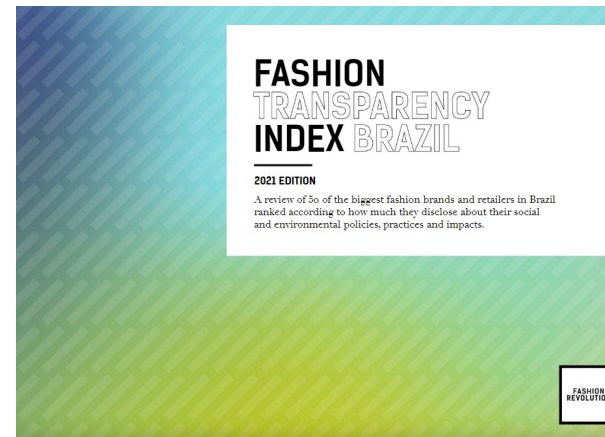 FASHION
TRANSPARENCY
INDEX BRAZIL
2021 EDITION
A review of 50 of the biggest fashion brands and retailers in Brazil
ranked according to how much they disclose about their social
and environmental policies, practices and impacts.
FASHION
REVOLUTIO